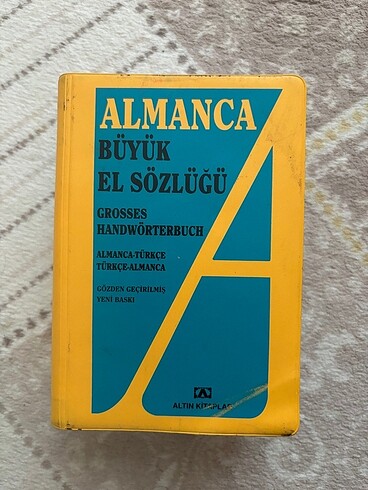 ALMANCA
BÜYÜK
EL SÖZLÜĞÜ
GROSSES
HANDWÖRTERBUCH
ALMANCA-TÜRKÇE
TÜRKÇE-ALMANCA
GÖZDEN GEÇİRİLMİŞ
YENİ BASKI
ALTIN KİTAPLAR